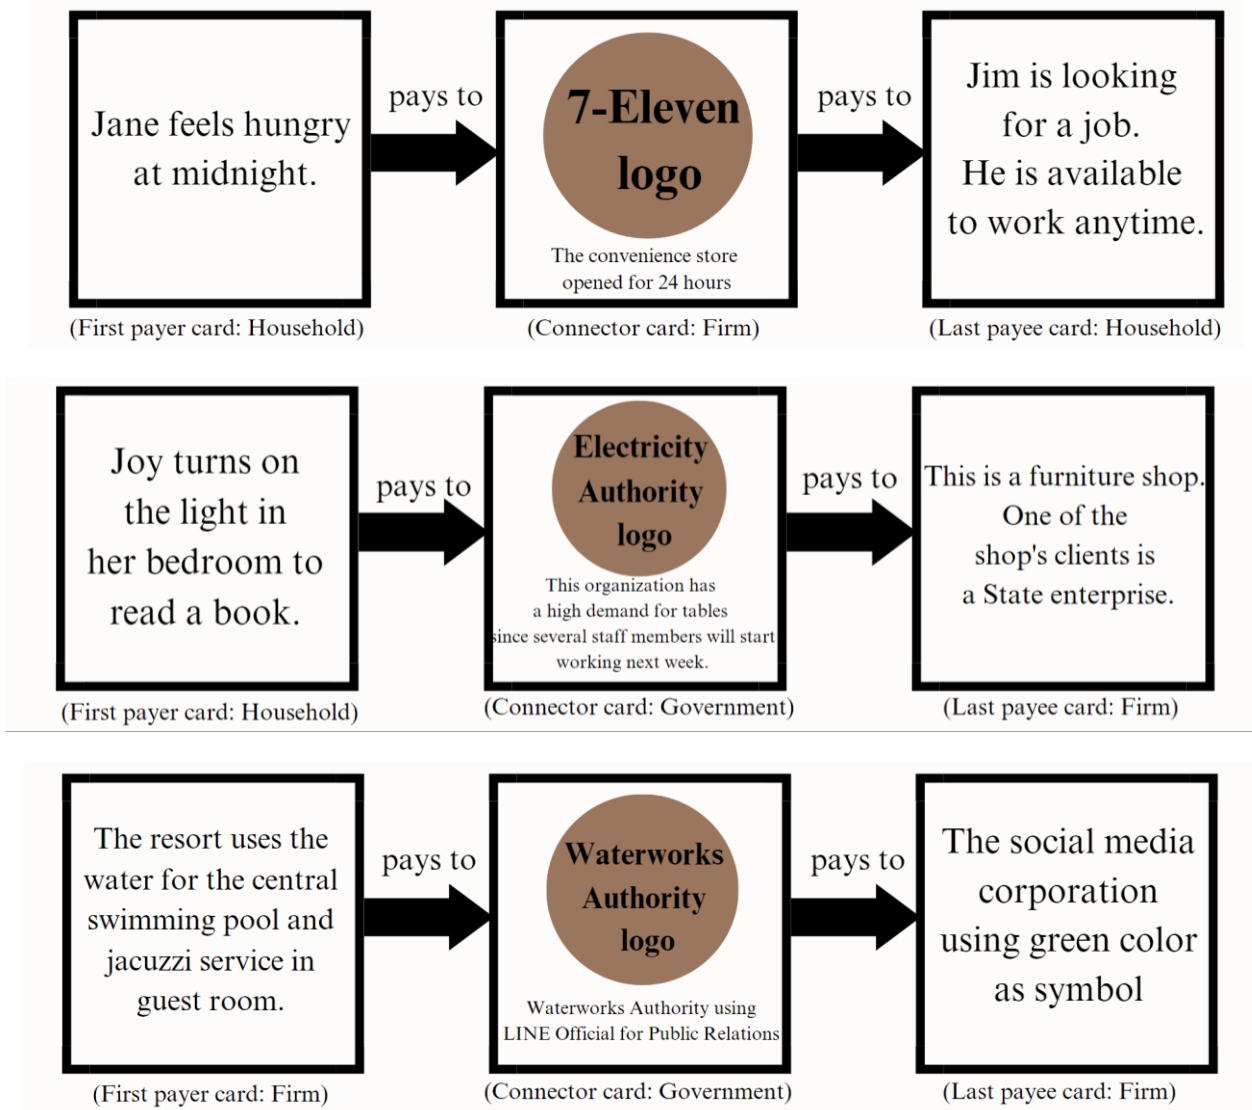 Jane feels hungry
at midnight.
pays to
7-Eleven
logo
The convenience store
opened for 24 hours
pays to
Jim is looking
for a job.
He is available
to work anytime.
(First payer card: Household)
(Connector card: Firm)
(Last payee card: Household)
Joy turns on
the light in
her bedroom to
read a book.
pays to
Electricity
Authority
logo
This organization has
a high demand for tables
since several staff members will start
working next week.
pays to
This is a furniture shop.
One of the
shop's clients is
a State enterprise.
(First payer card: Household)
(Connector card: Government)
(Last payee card: Firm)
The resort uses the
water for the central
swimming pool and
jacuzzi service in
guest room.
pays to
Waterworks
Authority
logo
Waterworks Authority using
LINE Official for Public Relations
pays to
The social media
corporation
using green color
as symbol
(First payer card: Firm)
(Connector card: Government)
(Last payee card: Firm)